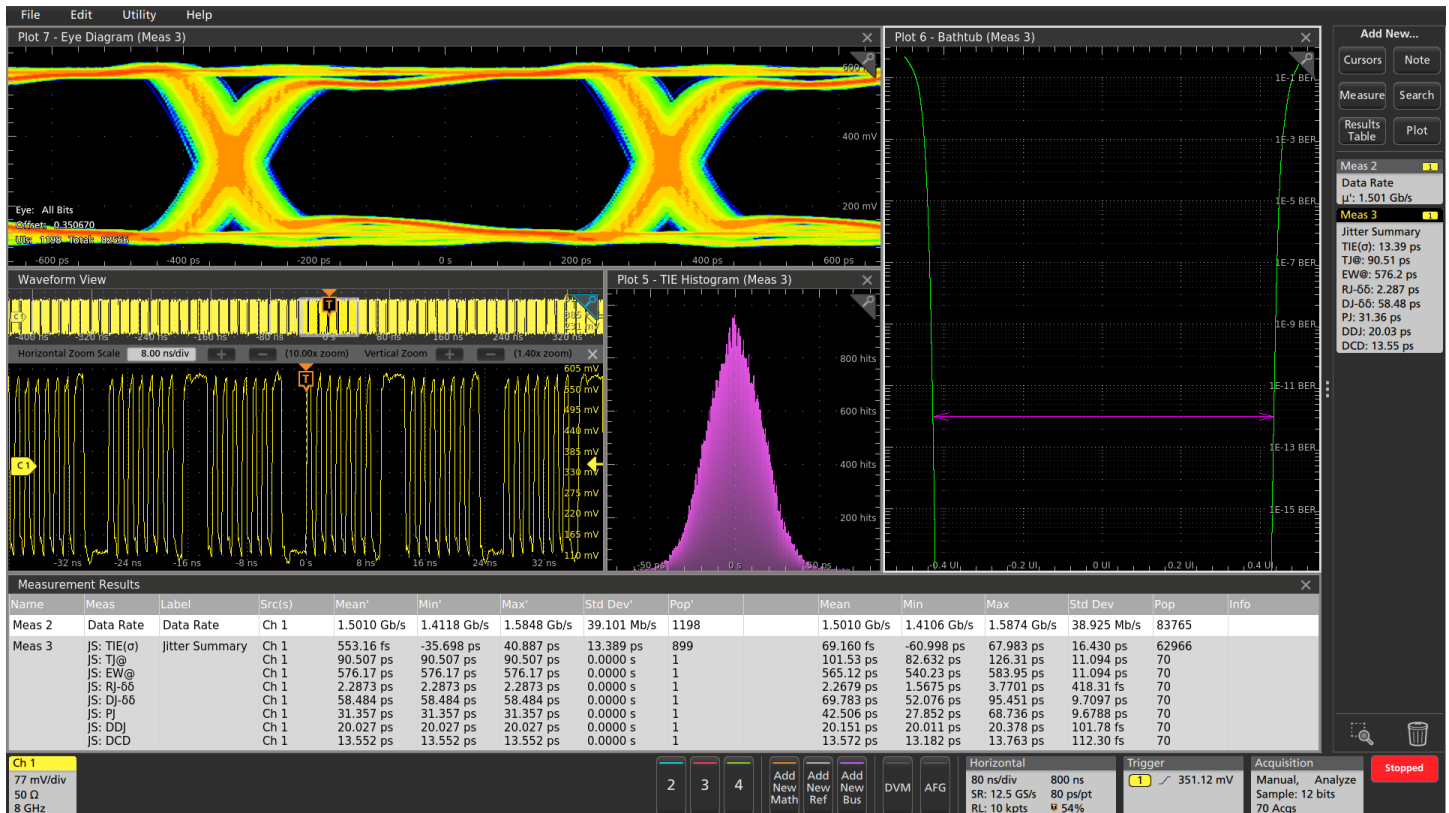 File Edit Utility Help
Plot 7 - Eye Diagram (Meas 3)
400 mV
200 mV
Eye: All Bits
Offset: 0.350670
UIs: 1198 Total: 82535
-600 ps -400 ps -200 ps 0 s 200 ps 400 ps 600 ps
Plot 6 - Bathtub (Meas 3)
1E-1 BER
1E-3 BER
1E-5 BER
1E-7 BER
1E-9 BER
1E-11 BER
1E-13 BER
1E-15 BER
-0.4 UI -0.2 UI 0 UI 0.2 UI 0.4 UI
Waveform View
C1
T
-400 ns -320 ns -240 ns -160 ns -80 ns 0 s 80 ns 160 ns 240 ns 320 ns
Horizontal Zoom Scale 8.00 ns/div + − (10.00x zoom) Vertical Zoom + − (1.40x zoom)
T
605 mV
550 mV
495 mV
440 mV
385 mV
330 mV
275 mV
220 mV
165 mV
110 mV
C1
-32 ns -24 ns -16 ns -8 ns 0 s 8 ns 16 ns 24 ns 32 ns
Plot 5 - TIE Histogram (Meas 3)
800 hits
600 hits
400 hits
200 hits
-50 ps 0 s 50 ps
Measurement Results
Name Meas Label Src(s) Mean' Min' Max' Std Dev' Pop' Mean Min Max Std Dev Pop Info
Meas 2 Data Rate Data Rate Ch 1 1.5010 Gb/s 1.4118 Gb/s 1.5848 Gb/s 39.101 Mb/s 1198 1.5010 Gb/s 1.4106 Gb/s 1.5874 Gb/s 38.925 Mb/s 83765
Meas 3 JS: TIE(σ) Jitter Summary Ch 1 553.16 fs -35.698 ps 40.887 ps 13.389 ps 899 69.160 fs -60.998 ps 67.983 ps 16.430 ps 62966
JS: TJ@ Ch 1 90.507 ps 90.507 ps 90.507 ps 0.0000 s 1 101.53 ps 82.632 ps 126.31 ps 11.094 ps 70
JS: EW@ Ch 1 576.17 ps 576.17 ps 576.17 ps 0.0000 s 1 565.12 ps 540.23 ps 583.95 ps 11.094 ps 70
JS: RJ-δδ Ch 1 2.2873 ps 2.2873 ps 2.2873 ps 0.0000 s 1 2.2679 ps 1.5675 ps 3.7701 ps 418.31 fs 70
JS: DJ-δδ Ch 1 58.484 ps 58.484 ps 58.484 ps 0.0000 s 1 69.783 ps 52.076 ps 95.451 ps 9.7097 ps 70
JS: PJ Ch 1 31.357 ps 31.357 ps 31.357 ps 0.0000 s 1 42.506 ps 27.852 ps 68.736 ps 9.6788 ps 70
JS: DDJ Ch 1 20.027 ps 20.027 ps 20.027 ps 0.0000 s 1 20.151 ps 20.011 ps 20.378 ps 101.78 fs 70
JS: DCD Ch 1 13.552 ps 13.552 ps 13.552 ps 0.0000 s 1 13.572 ps 13.182 ps 13.763 ps 112.30 fs 70
Add New...
Cursors Note
Measure Search
Results Table Plot
Meas 2 1
Data Rate
µ': 1.501 Gb/s
Meas 3 1
Jitter Summary
TIE(σ): 13.39 ps
TJ@: 90.51 ps
EW@: 576.2 ps
RJ-δδ: 2.287 ps
DJ-δδ: 58.48 ps
PJ: 31.36 ps
DDJ: 20.03 ps
DCD: 13.55 ps
Ch 1
77 mV/div
50 Ω
8 GHz
2 3 4
Add New Math
Add New Ref
Add New Bus
DVM AFG
Horizontal
80 ns/div 800 ns
SR: 12.5 GS/s 80 ps/pt
RL: 10 kpts 54%
Trigger
1 351.12 mV
Acquisition
Manual, Analyze
Sample: 12 bits
70 Acqs
Stopped